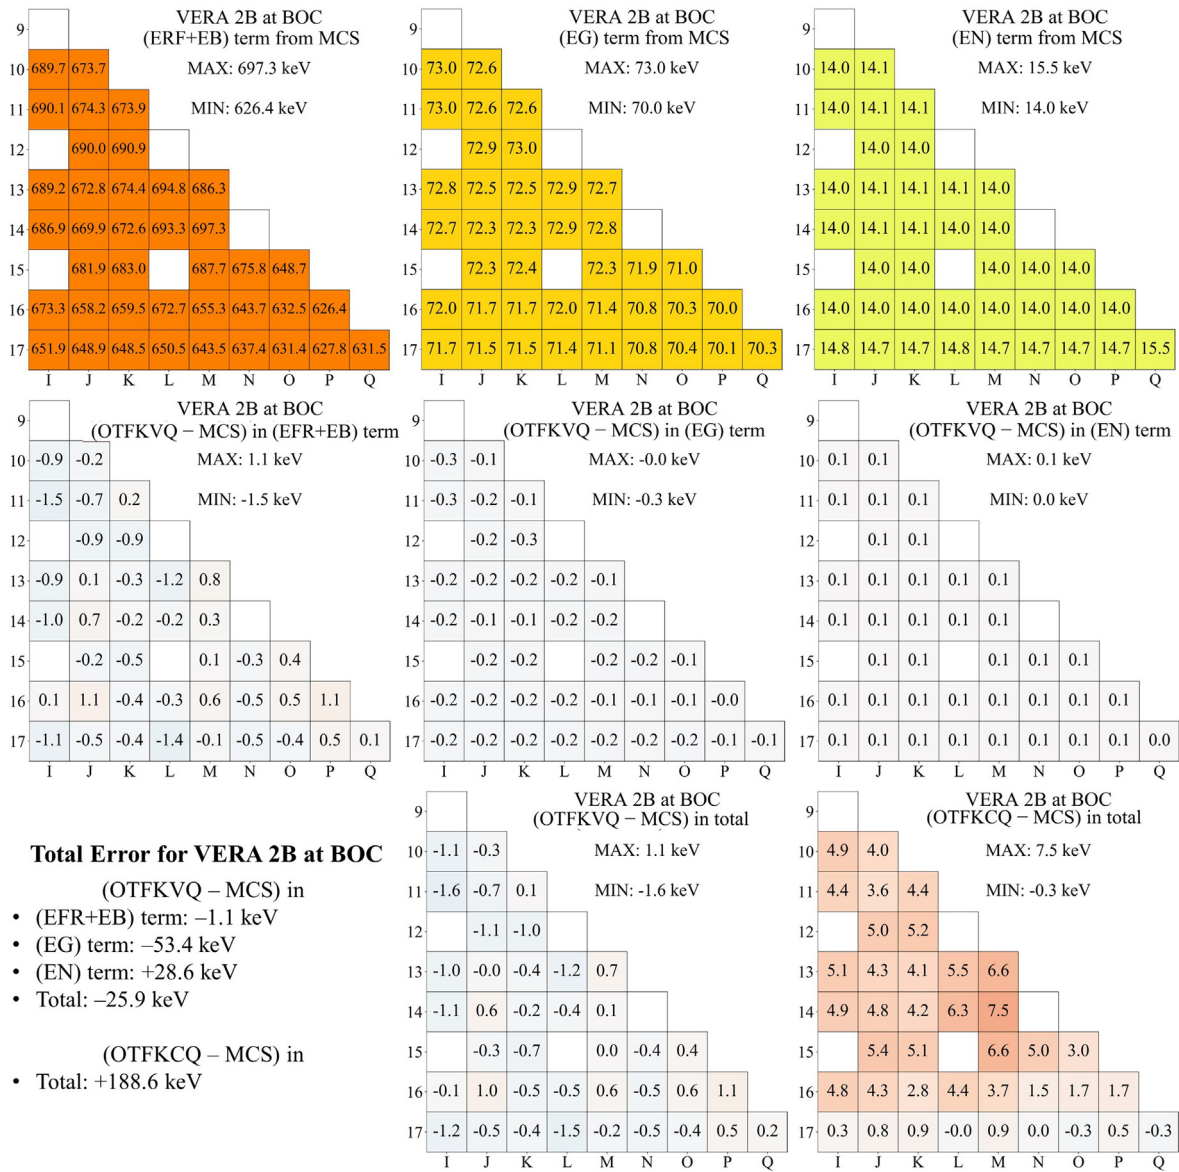 VERA 2B at BOC
(ERF+EB) term from MCS
MAX: 697.3 keV
MIN: 626.4 keV
9
10 689.7 673.7
11 690.1 674.3 673.9
12 690.0 690.9
13 689.2 672.8 674.4 694.8 686.3
14 686.9 669.9 672.6 693.3 697.3
15 681.9 683.0 687.7 675.8 648.7
16 673.3 658.2 659.5 672.7 655.3 643.7 632.5 626.4
17 651.9 648.9 648.5 650.5 643.5 637.4 631.4 627.8 631.5
I J K L M N O P Q
VERA 2B at BOC
(EG) term from MCS
MAX: 73.0 keV
MIN: 70.0 keV
9
10 73.0 72.6
11 73.0 72.6 72.6
12 72.9 73.0
13 72.8 72.5 72.5 72.9 72.7
14 72.7 72.3 72.3 72.9 72.8
15 72.3 72.4 72.3 71.9 71.0
16 72.0 71.7 71.7 72.0 71.4 70.8 70.3 70.0
17 71.7 71.5 71.5 71.4 71.1 70.8 70.4 70.1 70.3
I J K L M N O P Q
VERA 2B at BOC
(EN) term from MCS
MAX: 15.5 keV
MIN: 14.0 keV
9
10 14.0 14.1
11 14.0 14.1 14.1
12 14.0 14.0
13 14.0 14.1 14.1 14.1 14.0
14 14.0 14.1 14.1 14.0 14.0
15 14.0 14.0 14.0 14.0 14.0
16 14.0 14.0 14.0 14.0 14.0 14.0 14.0 14.0
17 14.8 14.7 14.7 14.8 14.7 14.7 14.7 14.7 15.5
I J K L M N O P Q
VERA 2B at BOC
(OTFKVQ − MCS) in (EFR+EB) term
MAX: 1.1 keV
MIN: -1.5 keV
9
10 -0.9 -0.2
11 -1.5 -0.7 0.2
12 -0.9 -0.9
13 -0.9 0.1 -0.3 -1.2 0.8
14 -1.0 0.7 -0.2 -0.2 0.3
15 -0.2 -0.5 0.1 -0.3 0.4
16 0.1 1.1 -0.4 -0.3 0.6 -0.5 0.5 1.1
17 -1.1 -0.5 -0.4 -1.4 -0.1 -0.5 -0.4 0.5 0.1
I J K L M N O P Q
VERA 2B at BOC
(OTFKVQ − MCS) in (EG) term
MAX: -0.0 keV
MIN: -0.3 keV
9
10 -0.3 -0.1
11 -0.3 -0.2 -0.1
12 -0.2 -0.3
13 -0.2 -0.2 -0.2 -0.2 -0.1
14 -0.2 -0.1 -0.1 -0.2 -0.2
15 -0.2 -0.2 -0.2 -0.2 -0.1
16 -0.2 -0.2 -0.2 -0.2 -0.1 -0.1 -0.1 -0.0
17 -0.2 -0.2 -0.2 -0.2 -0.2 -0.2 -0.2 -0.1 -0.1
I J K L M N O P Q
VERA 2B at BOC
(OTFKVQ − MCS) in (EN) term
MAX: 0.1 keV
MIN: 0.0 keV
9
10 0.1 0.1
11 0.1 0.1 0.1
12 0.1 0.1
13 0.1 0.1 0.1 0.1 0.1
14 0.1 0.1 0.1 0.1 0.1
15 0.1 0.1 0.1 0.1 0.1
16 0.1 0.1 0.1 0.1 0.1 0.1 0.1 0.1
17 0.1 0.1 0.1 0.1 0.1 0.1 0.1 0.1 0.0
I J K L M N O P Q
Total Error for VERA 2B at BOC
(OTFKVQ − MCS) in
• (EFR+EB) term: –1.1 keV
• (EG) term: –53.4 keV
• (EN) term: +28.6 keV
• Total: –25.9 keV
(OTFKCQ − MCS) in
• Total: +188.6 keV
VERA 2B at BOC
(OTFKVQ − MCS) in total
MAX: 1.1 keV
MIN: -1.6 keV
9
10 -1.1 -0.3
11 -1.6 -0.7 0.1
12 -1.1 -1.0
13 -1.0 -0.0 -0.4 -1.2 0.7
14 -1.1 0.6 -0.2 -0.4 0.1
15 -0.3 -0.7 0.0 -0.4 0.4
16 -0.1 1.0 -0.5 -0.5 0.6 -0.5 0.6 1.1
17 -1.2 -0.5 -0.4 -1.5 -0.2 -0.5 -0.4 0.5 0.2
I J K L M N O P Q
VERA 2B at BOC
(OTFKCQ − MCS) in total
MAX: 7.5 keV
MIN: -0.3 keV
9
10 4.9 4.0
11 4.4 3.6 4.4
12 5.0 5.2
13 5.1 4.3 4.1 5.5 6.6
14 4.9 4.8 4.2 6.3 7.5
15 5.4 5.1 6.6 5.0 3.0
16 4.8 4.3 2.8 4.4 3.7 1.5 1.7 1.7
17 0.3 0.8 0.9 -0.0 0.9 0.0 -0.3 0.5 -0.3
I J K L M N O P Q